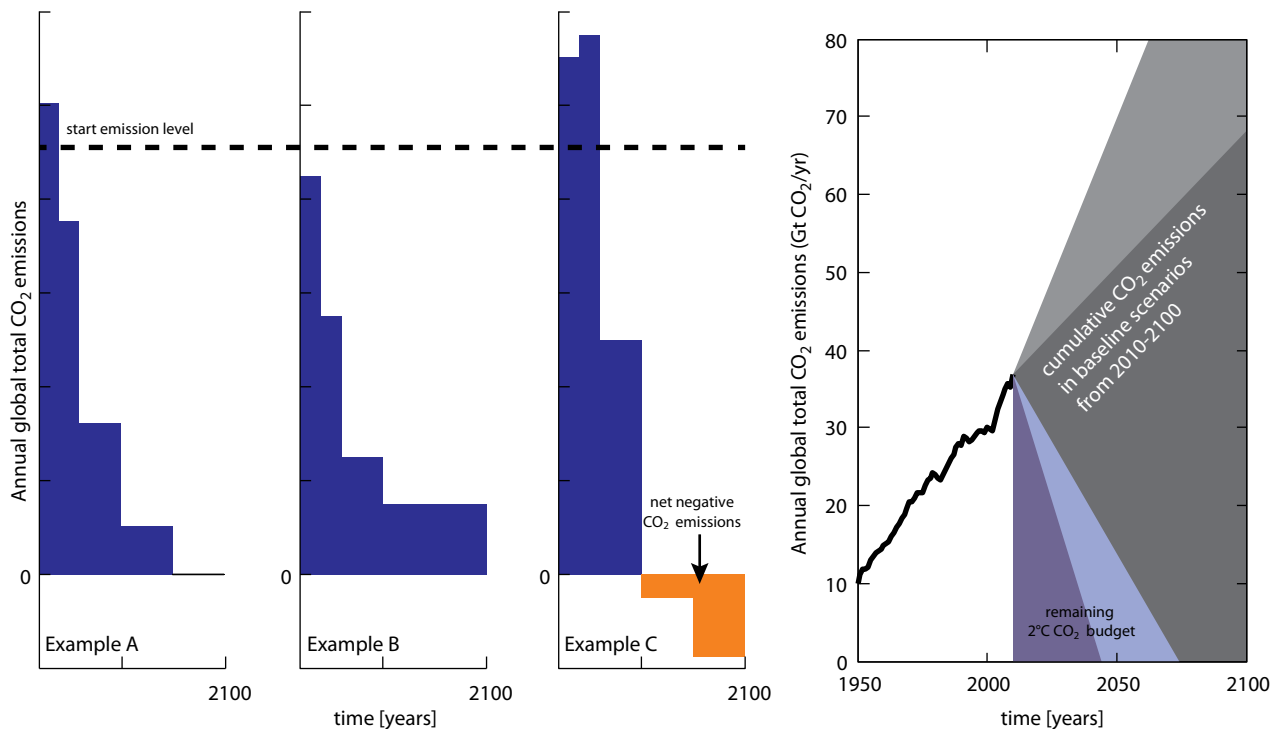 Annual global total CO₂ emissions
start emission level
0
Example A
2100
0
Example B
2100
time [years]
0
net negative
CO₂ emissions
Example C
2100
Annual global total CO₂ emissions (Gt CO₂/yr)
80
70
60
50
40
30
20
10
0
cumulative CO₂ emissions
in baseline scenarios
from 2010-2100
remaining
2°C CO₂ budget
1950
2000
2050
2100
time [years]